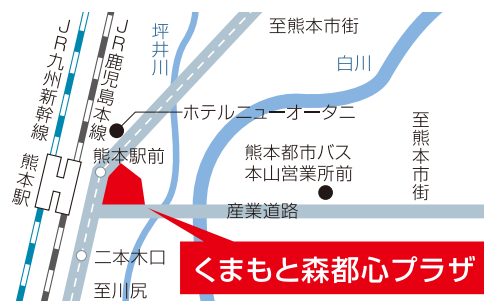 至熊本市街
坪井川
JR鹿児島本線
JR九州新幹線
白川
ホテルニューオータニ
至熊本市街
熊本駅前
熊本都市バス
本山営業所前
熊本駅
産業道路
二本木口
くまもと森都心プラザ
至川尻